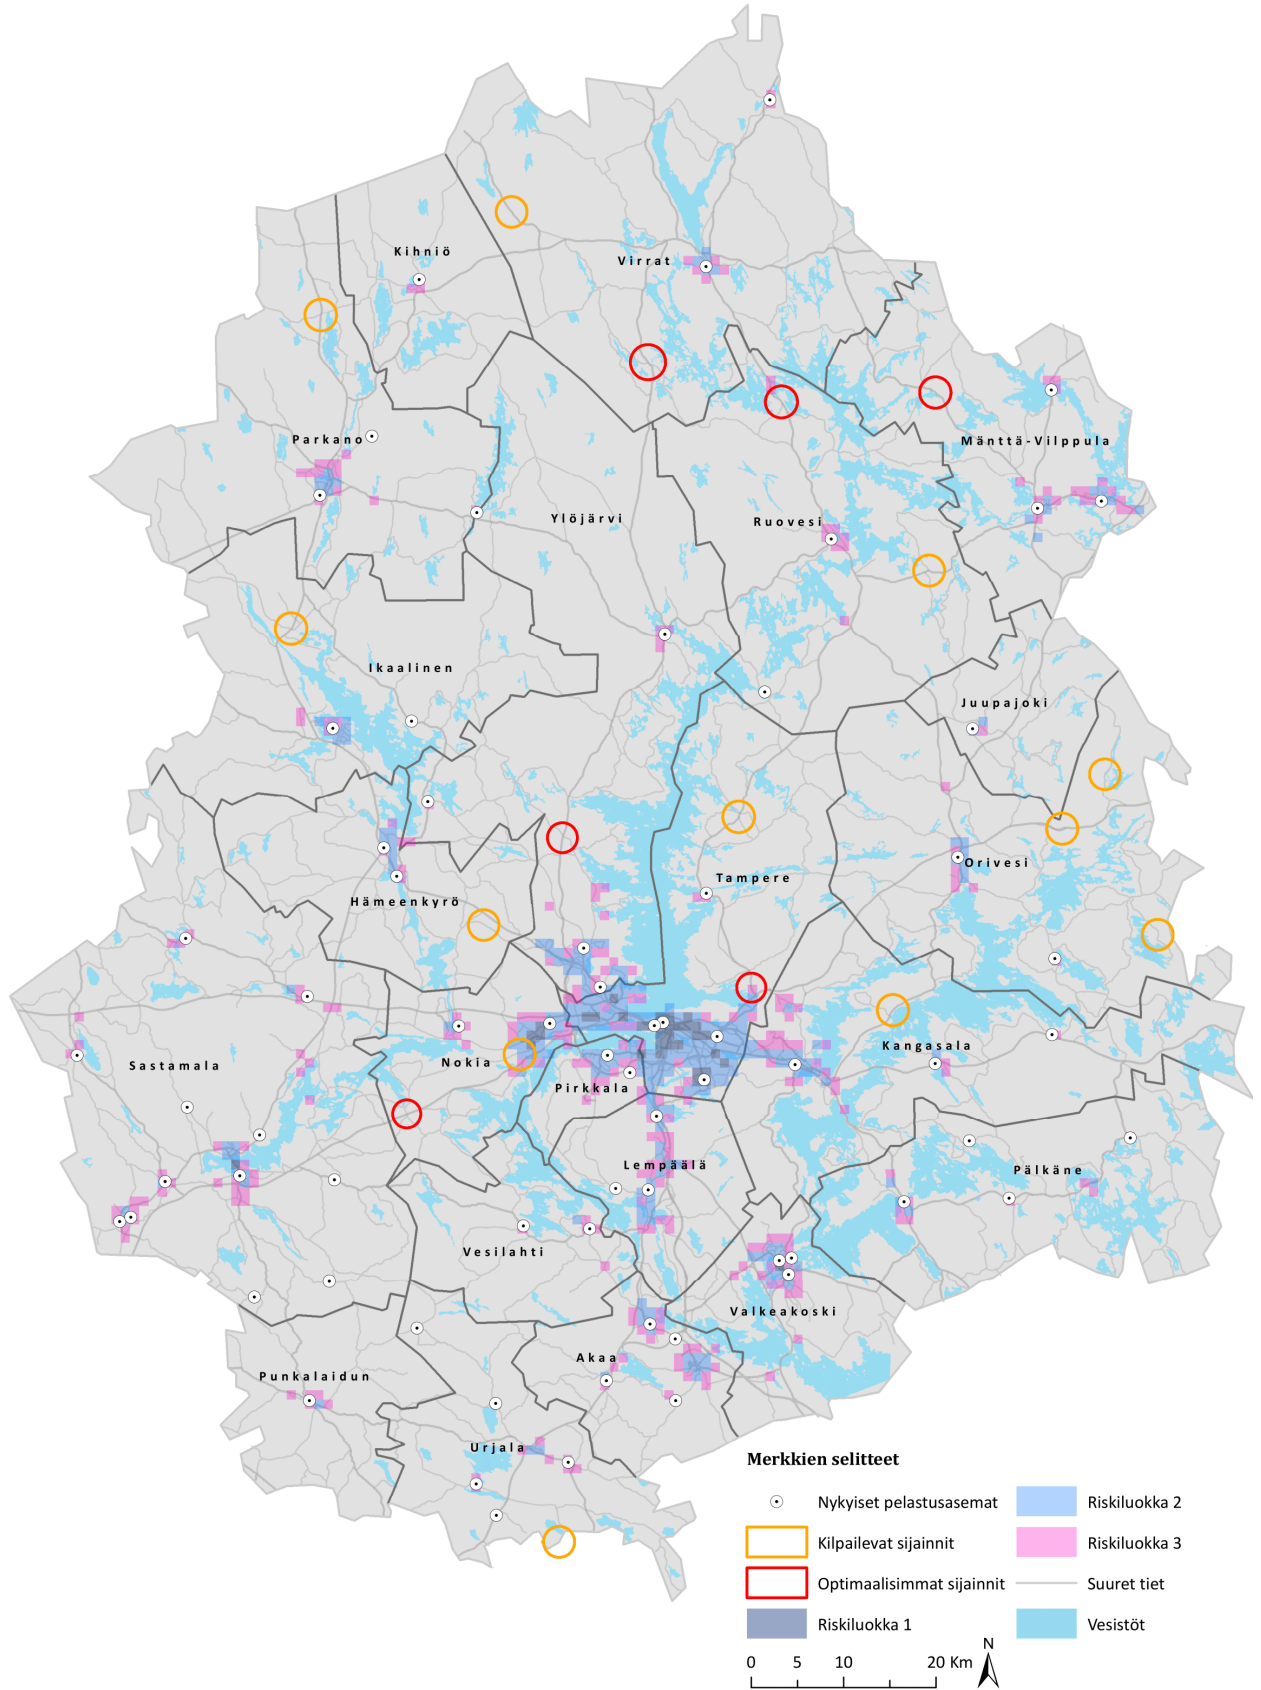 Kihniö
Virrat
Parkano
Mänttä-Vilppula
Ylöjärvi
Ruovesi
Ikaalinen
Juupajoki
Orivesi
Tampere
Hämeenkyrö
Kangasala
Nokia
Sastamala
Pirkkala
Lempäälä
Pälkäne
Vesilahti
Valkeakoski
Akaa
Punkalaidun
Urjala
Merkkien selitteet
Nykyiset pelastusasemat
Kilpailevat sijainnit
Optimaalisimmat sijainnit
Riskiluokka 1
Riskiluokka 2
Riskiluokka 3
Suuret tiet
Vesistöt
0 5 10 20 Km
N